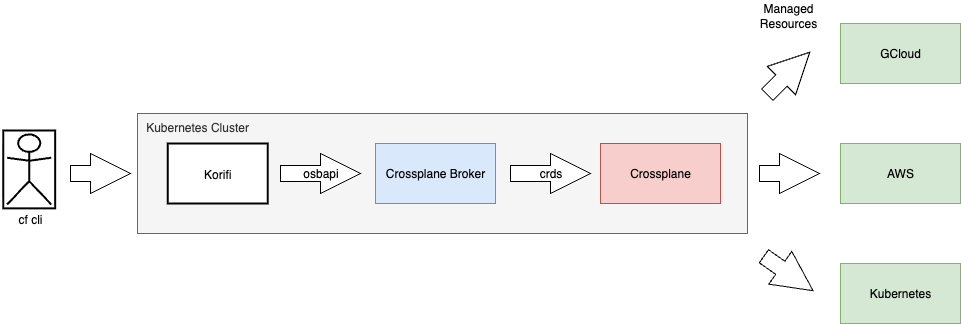 Managed
Resources
GCloud
Kubernetes Cluster
Korifi
osbapi
Crossplane Broker
crds
Crossplane
AWS
cf cli
Kubernetes